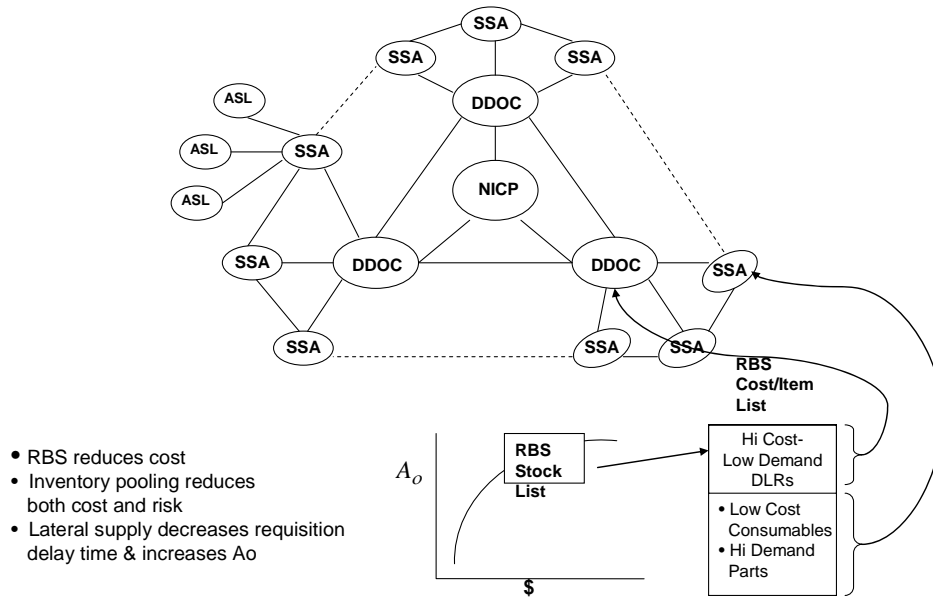 SSA
SSA
SSA
DDOC
ASL
ASL
SSA
ASL
NICP
SSA
DDOC
DDOC
SSA
SSA
SSA
SSA
RBS
Cost/Item
List
• RBS reduces cost
• Inventory pooling reduces
both cost and risk
• Lateral supply decreases requisition
delay time & increases Ao
Ao
RBS
Stock
List
$
Hi Cost-
Low Demand
DLRs
• Low Cost
Consumables
• Hi Demand
Parts